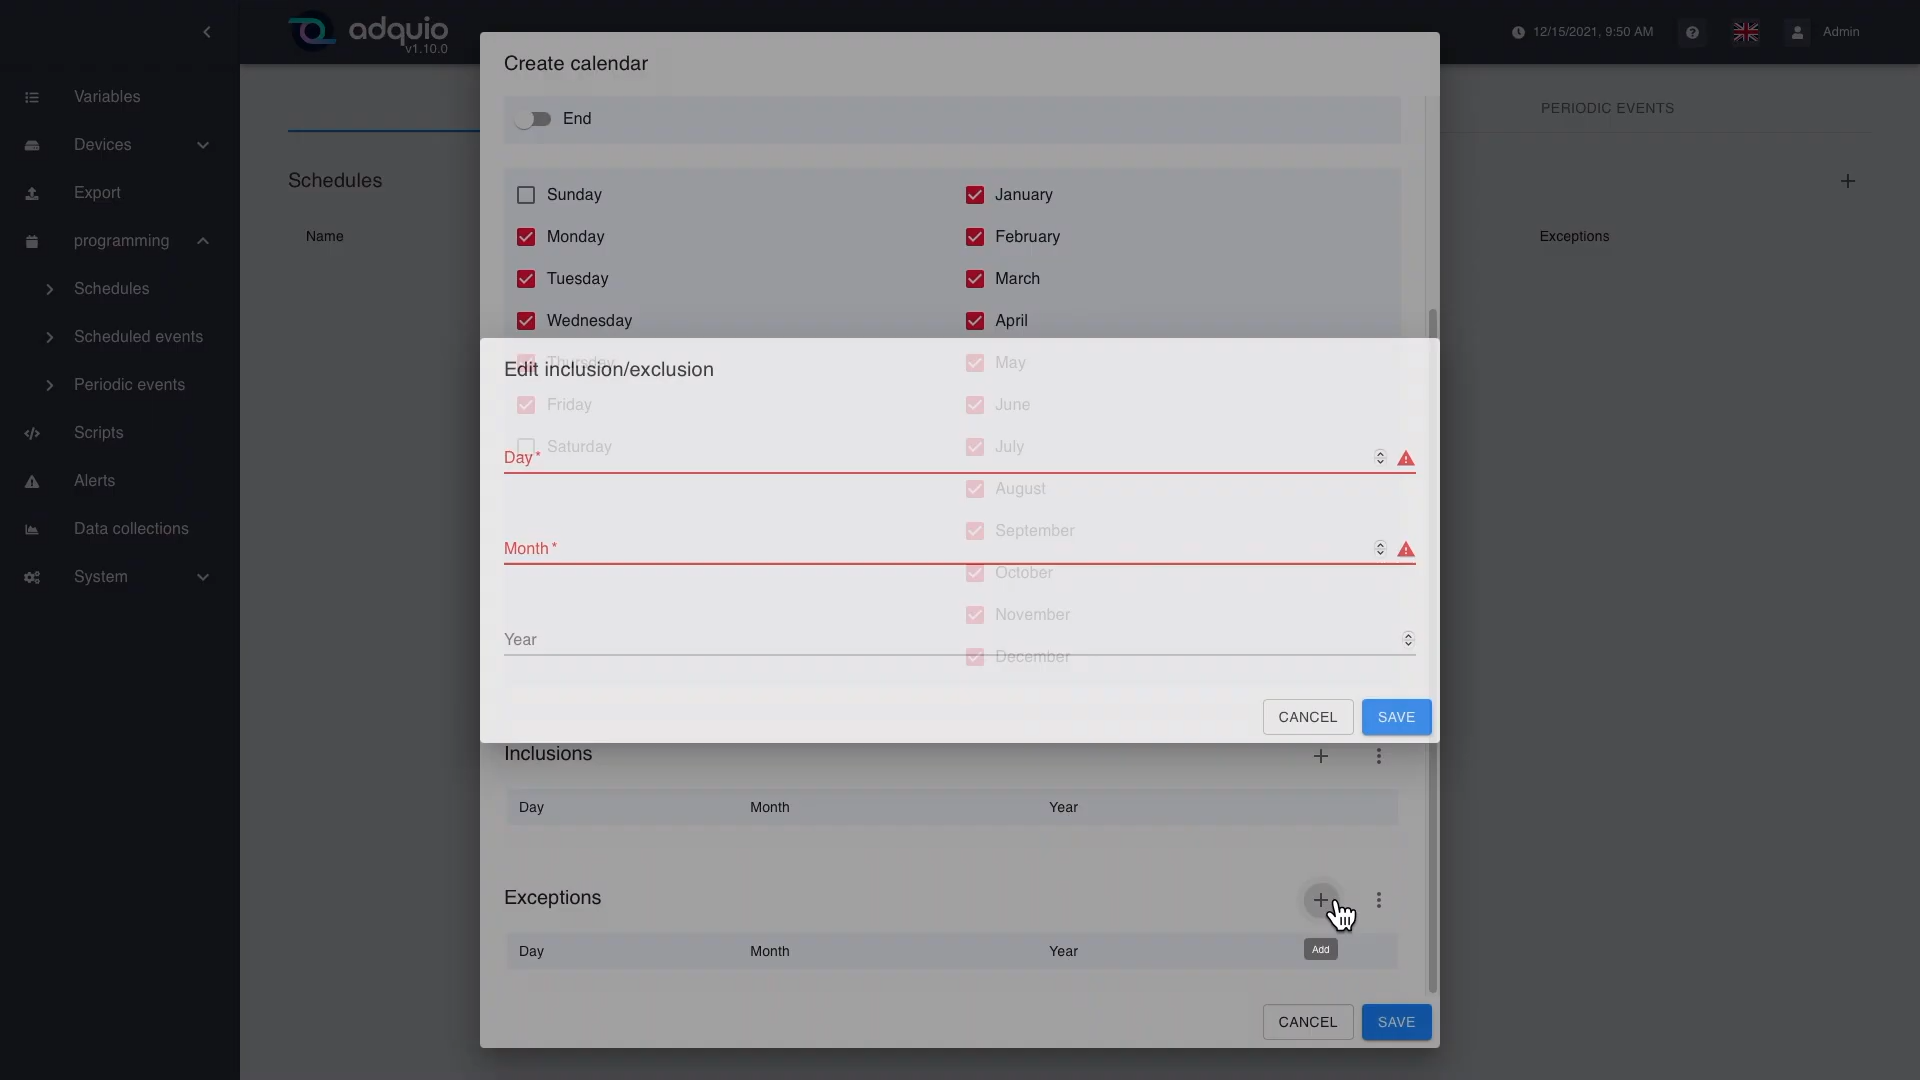 adquio
v1.10.0
12/15/2021, 9:50 AM
Admin
Variables
Devices
Export
programming
Schedules
Scheduled events
Periodic events
Scripts
Alerts
Data collections
System
PERIODIC EVENTS
Schedules
Name
Exceptions
Create calendar
End
Sunday
January
Monday
February
Tuesday
March
Wednesday
April
Thursday
May
Edit inclusion/exclusion
Friday
June
Saturday
July
Day *
August
September
Month *
October
November
Year
December
CANCEL
SAVE
Inclusions
Day
Month
Year
Exceptions
Add
Day
Month
Year
CANCEL
SAVE